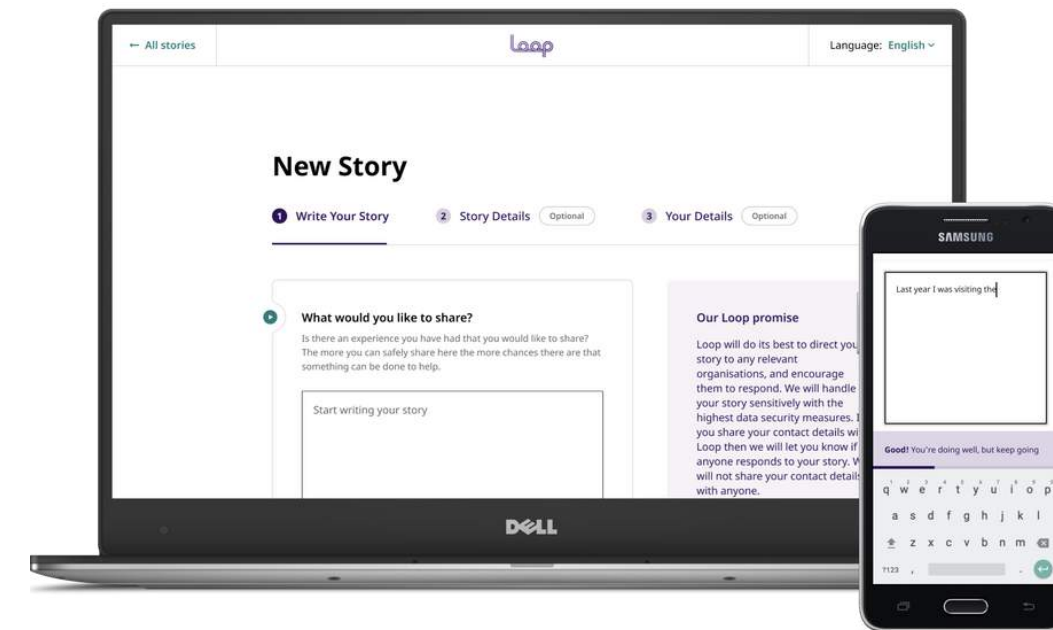 ← All stories
Loop
Language: English
New Story
1 Write Your Story
2 Story Details Optional
3 Your Details Optional
What would you like to share?
Is there an experience you have had that you would like to share?
The more you can safely share here the more chances there are that
something can be done to help.
Start writing your story
Our Loop promise
Loop will do its best to direct you
story to any relevant
organisations, and encourage
them to respond. We will handle
your story sensitively with the
highest data security measures. I
you share your contact details wi
Loop then we will let you know if
anyone responds to your story. W
will not share your contact details
with anyone.
DELL
SAMSUNG
Last year I was visiting the
Good! You're doing well, but keep going
q w e r t y u i o p
a s d f g h j k l
z x c v b n m
?123 , .